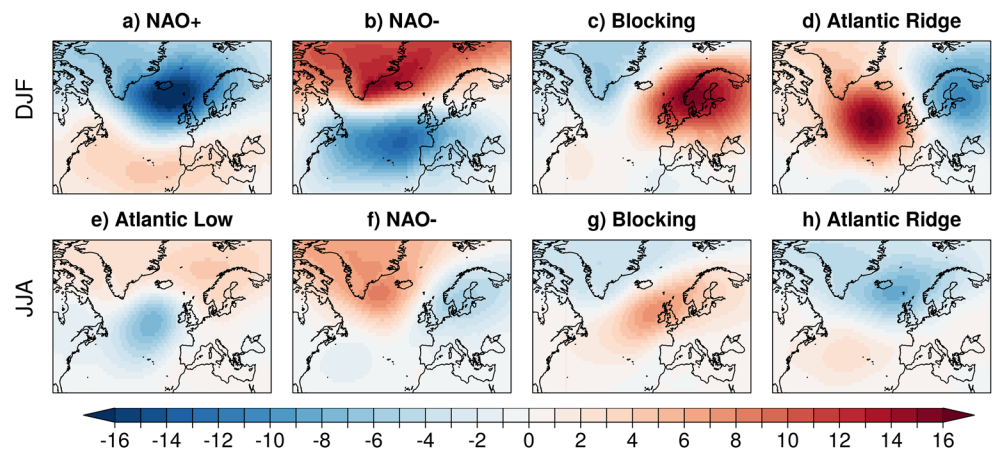 a) NAO+ b) NAO- c) Blocking d) Atlantic Ridge
DJF
e) Atlantic Low f) NAO- g) Blocking h) Atlantic Ridge
JJA
-16 -14 -12 -10 -8 -6 -4 -2 0 2 4 6 8 10 12 14 16